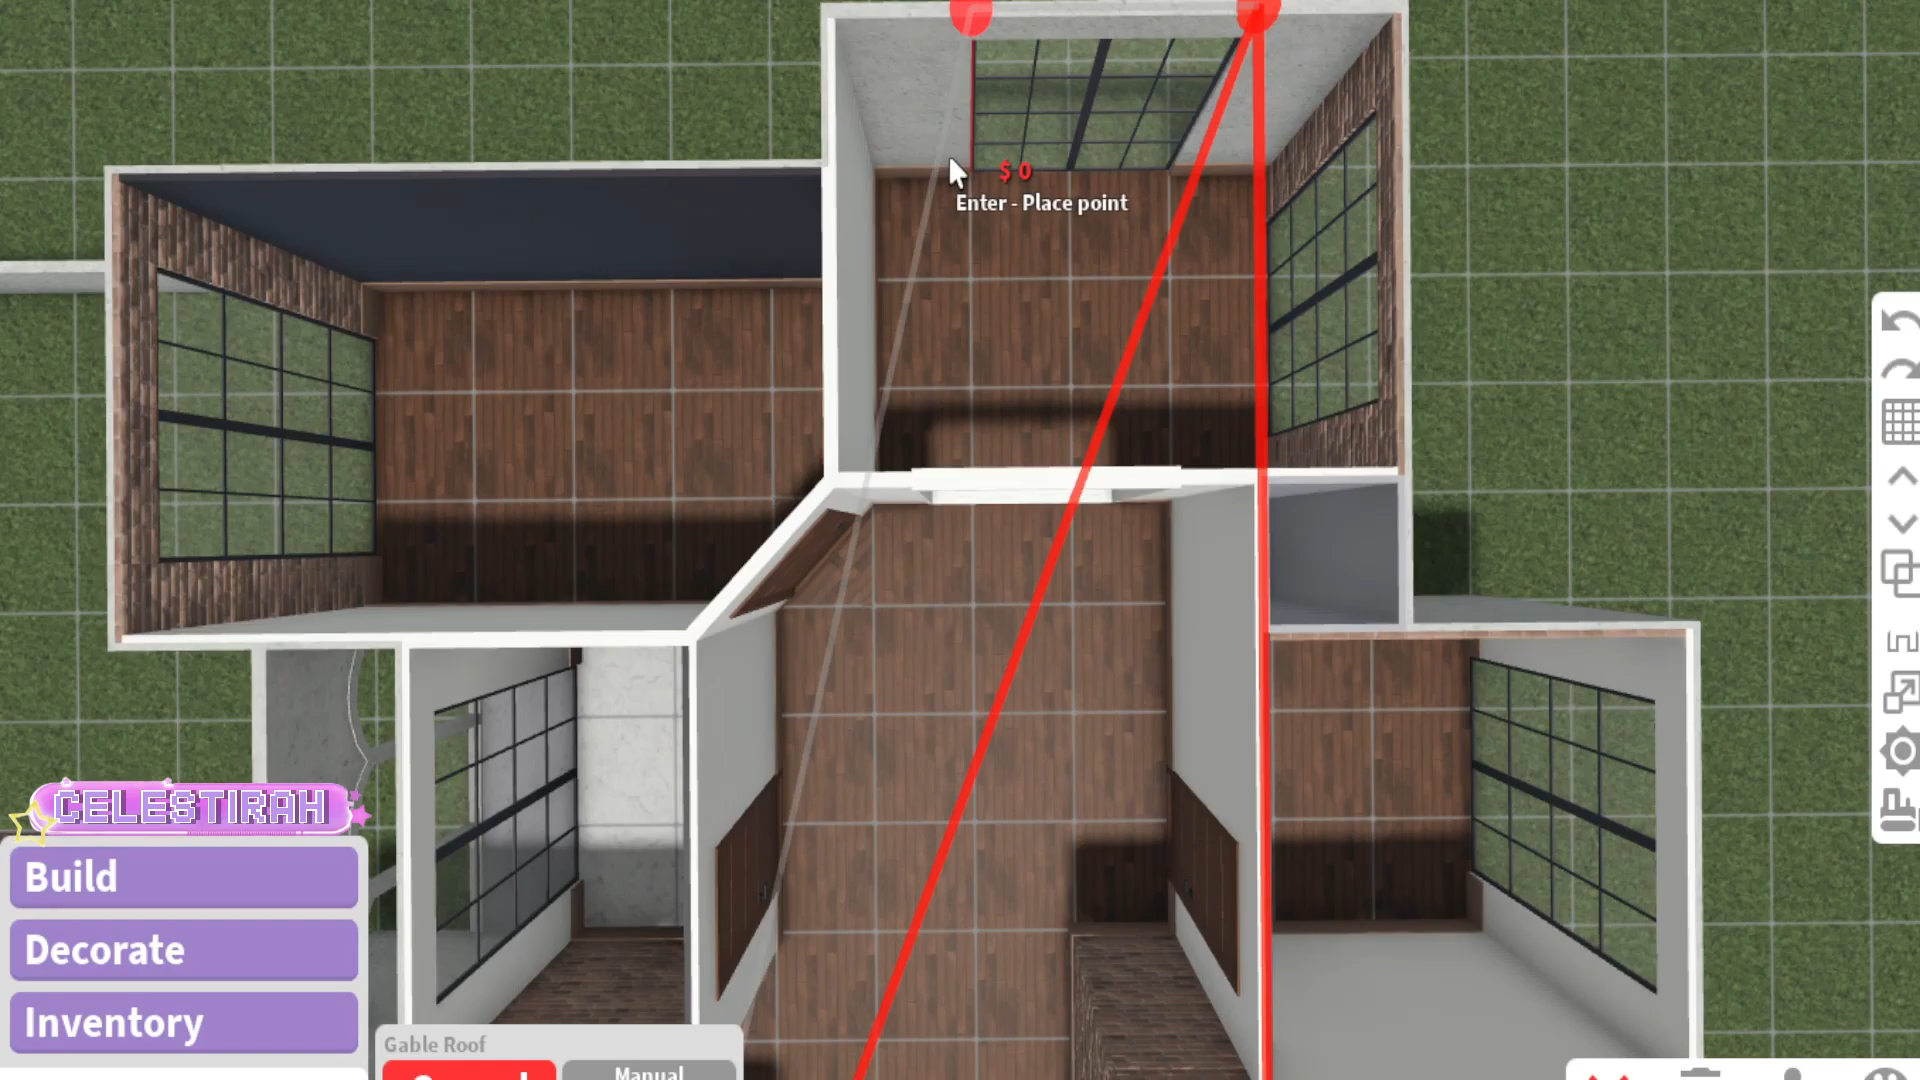 $ 0
Enter - Place point
CELESTIRAH
Build
Decorate
Inventory
Gable Roof
Manual